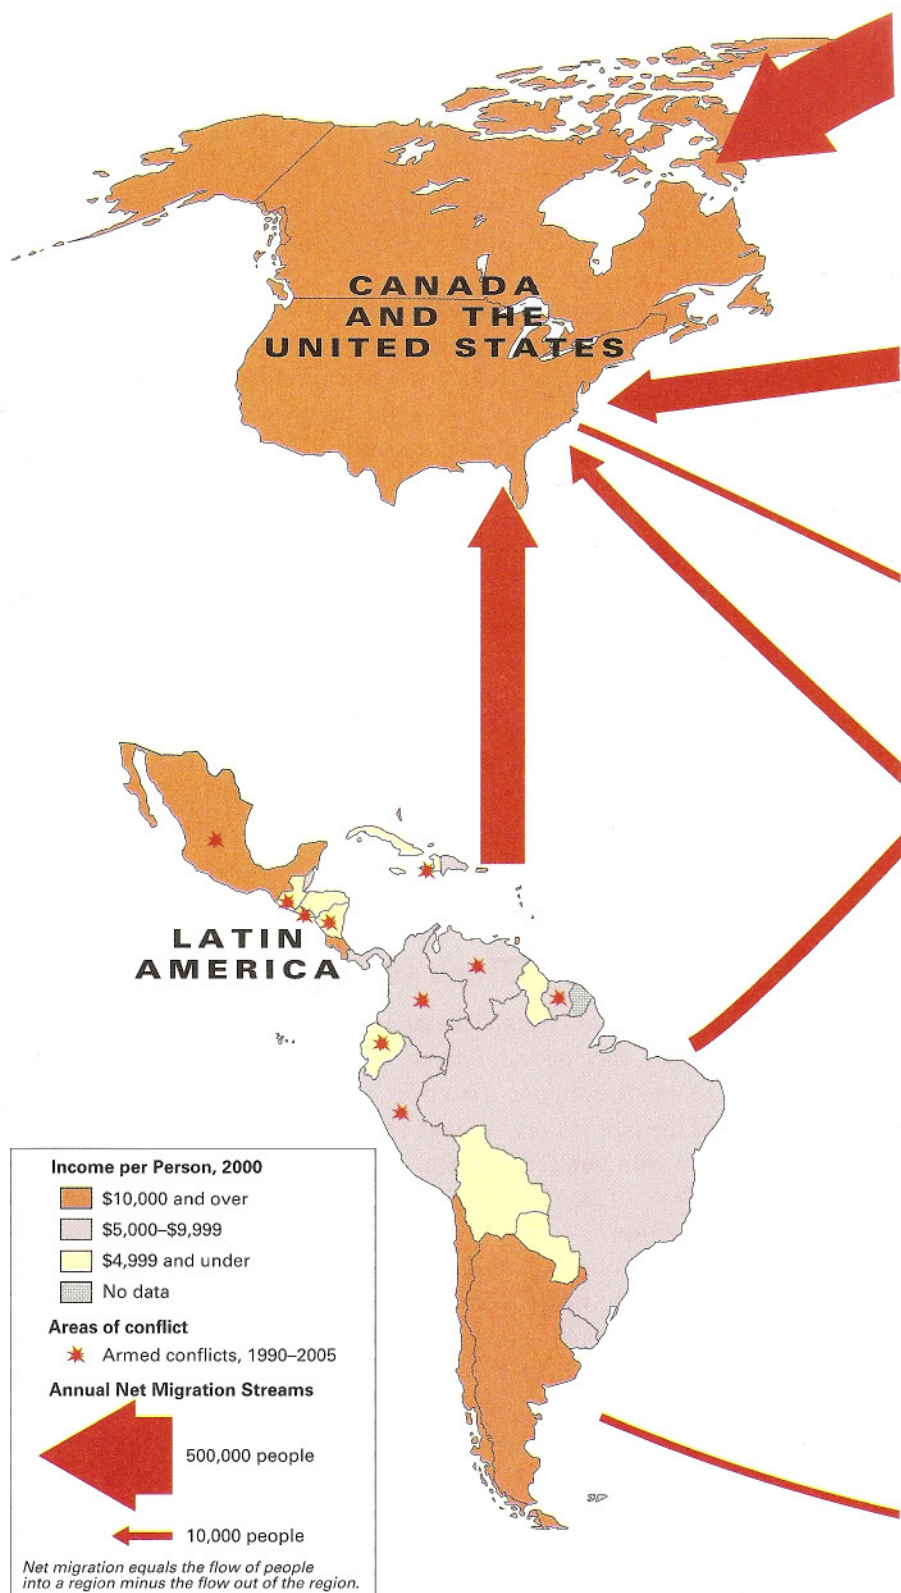 CANADA
AND THE
UNITED STATES
LATIN
AMERICA
Income per Person, 2000
$10,000 and over
$5,000–$9,999
$4,999 and under
No data
Areas of conflict
Armed conflicts, 1990–2005
Annual Net Migration Streams
500,000 people
10,000 people
Net migration equals the flow of people
into a region minus the flow out of the region.